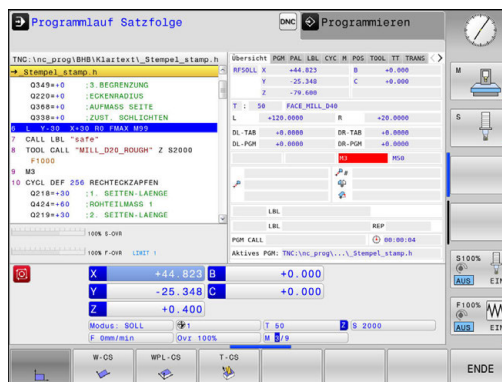 Programmlauf Satzfolge
DNC
Programmieren
TNC:\nc_prog\BHB\Klartext\_Stempel_stamp.h
→_Stempel_stamp.h
Q349=+0 ;3.BEGRENZUNG
Q220=+0 ;ECKENRADIUS
Q368=+0 ;AUFMASS SEITE
Q338=+0 ;ZUST. SCHLICHTEN
6 L Y-30 X+30 R0 FMAX M99
7 CALL LBL "safe"
8 TOOL CALL "MILL_D20_ROUGH" Z S2000
F1000
9 M3
10 CYCL DEF 256 RECHTECKZAPFEN
Q218=+30 ;1. SEITEN-LAENGE
Q424=+60 ;ROHTEILMASS 1
Q219=+30 ;2. SEITEN-LAENGE
100% S-OVR
100% F-OVR LIMIT 1
Übersicht PGM PAL LBL CYC M POS TOOL TT TRANS
RFSOLL X +44.823 B +0.000
Y -25.348 C +0.000
Z -79.600
T : 50 FACE_MILL_D40
L +120.0000 R +20.0000
DL-TAB +0.0000 DR-TAB +0.0000
DL-PGM +0.0000 DR-PGM +0.0000
M3 M50
LBL
LBL REP
PGM CALL 00:00:04
Aktives PGM: TNC:\nc_prog\...\_Stempel_stamp.h
X +44.823 B +0.000
Y -25.348 C +0.000
Z +0.400
Modus: SOLL 1 T 50 Z S 2000
F 0mm/min Ovr 100% M 3/9
M
S
S100%
AUS EIN
F100%
AUS EIN
W-CS
WPL-CS
T-CS
ENDE